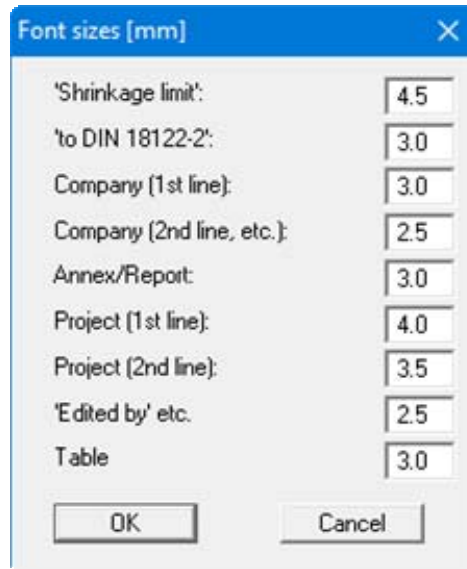 Font sizes [mm]
'Shrinkage limit': 4.5
'to DIN 18122-2': 3.0
Company (1st line): 3.0
Company (2nd line, etc.): 2.5
Annex/Report: 3.0
Project (1st line): 4.0
Project (2nd line): 3.5
'Edited by' etc. 2.5
Table 3.0
OK Cancel